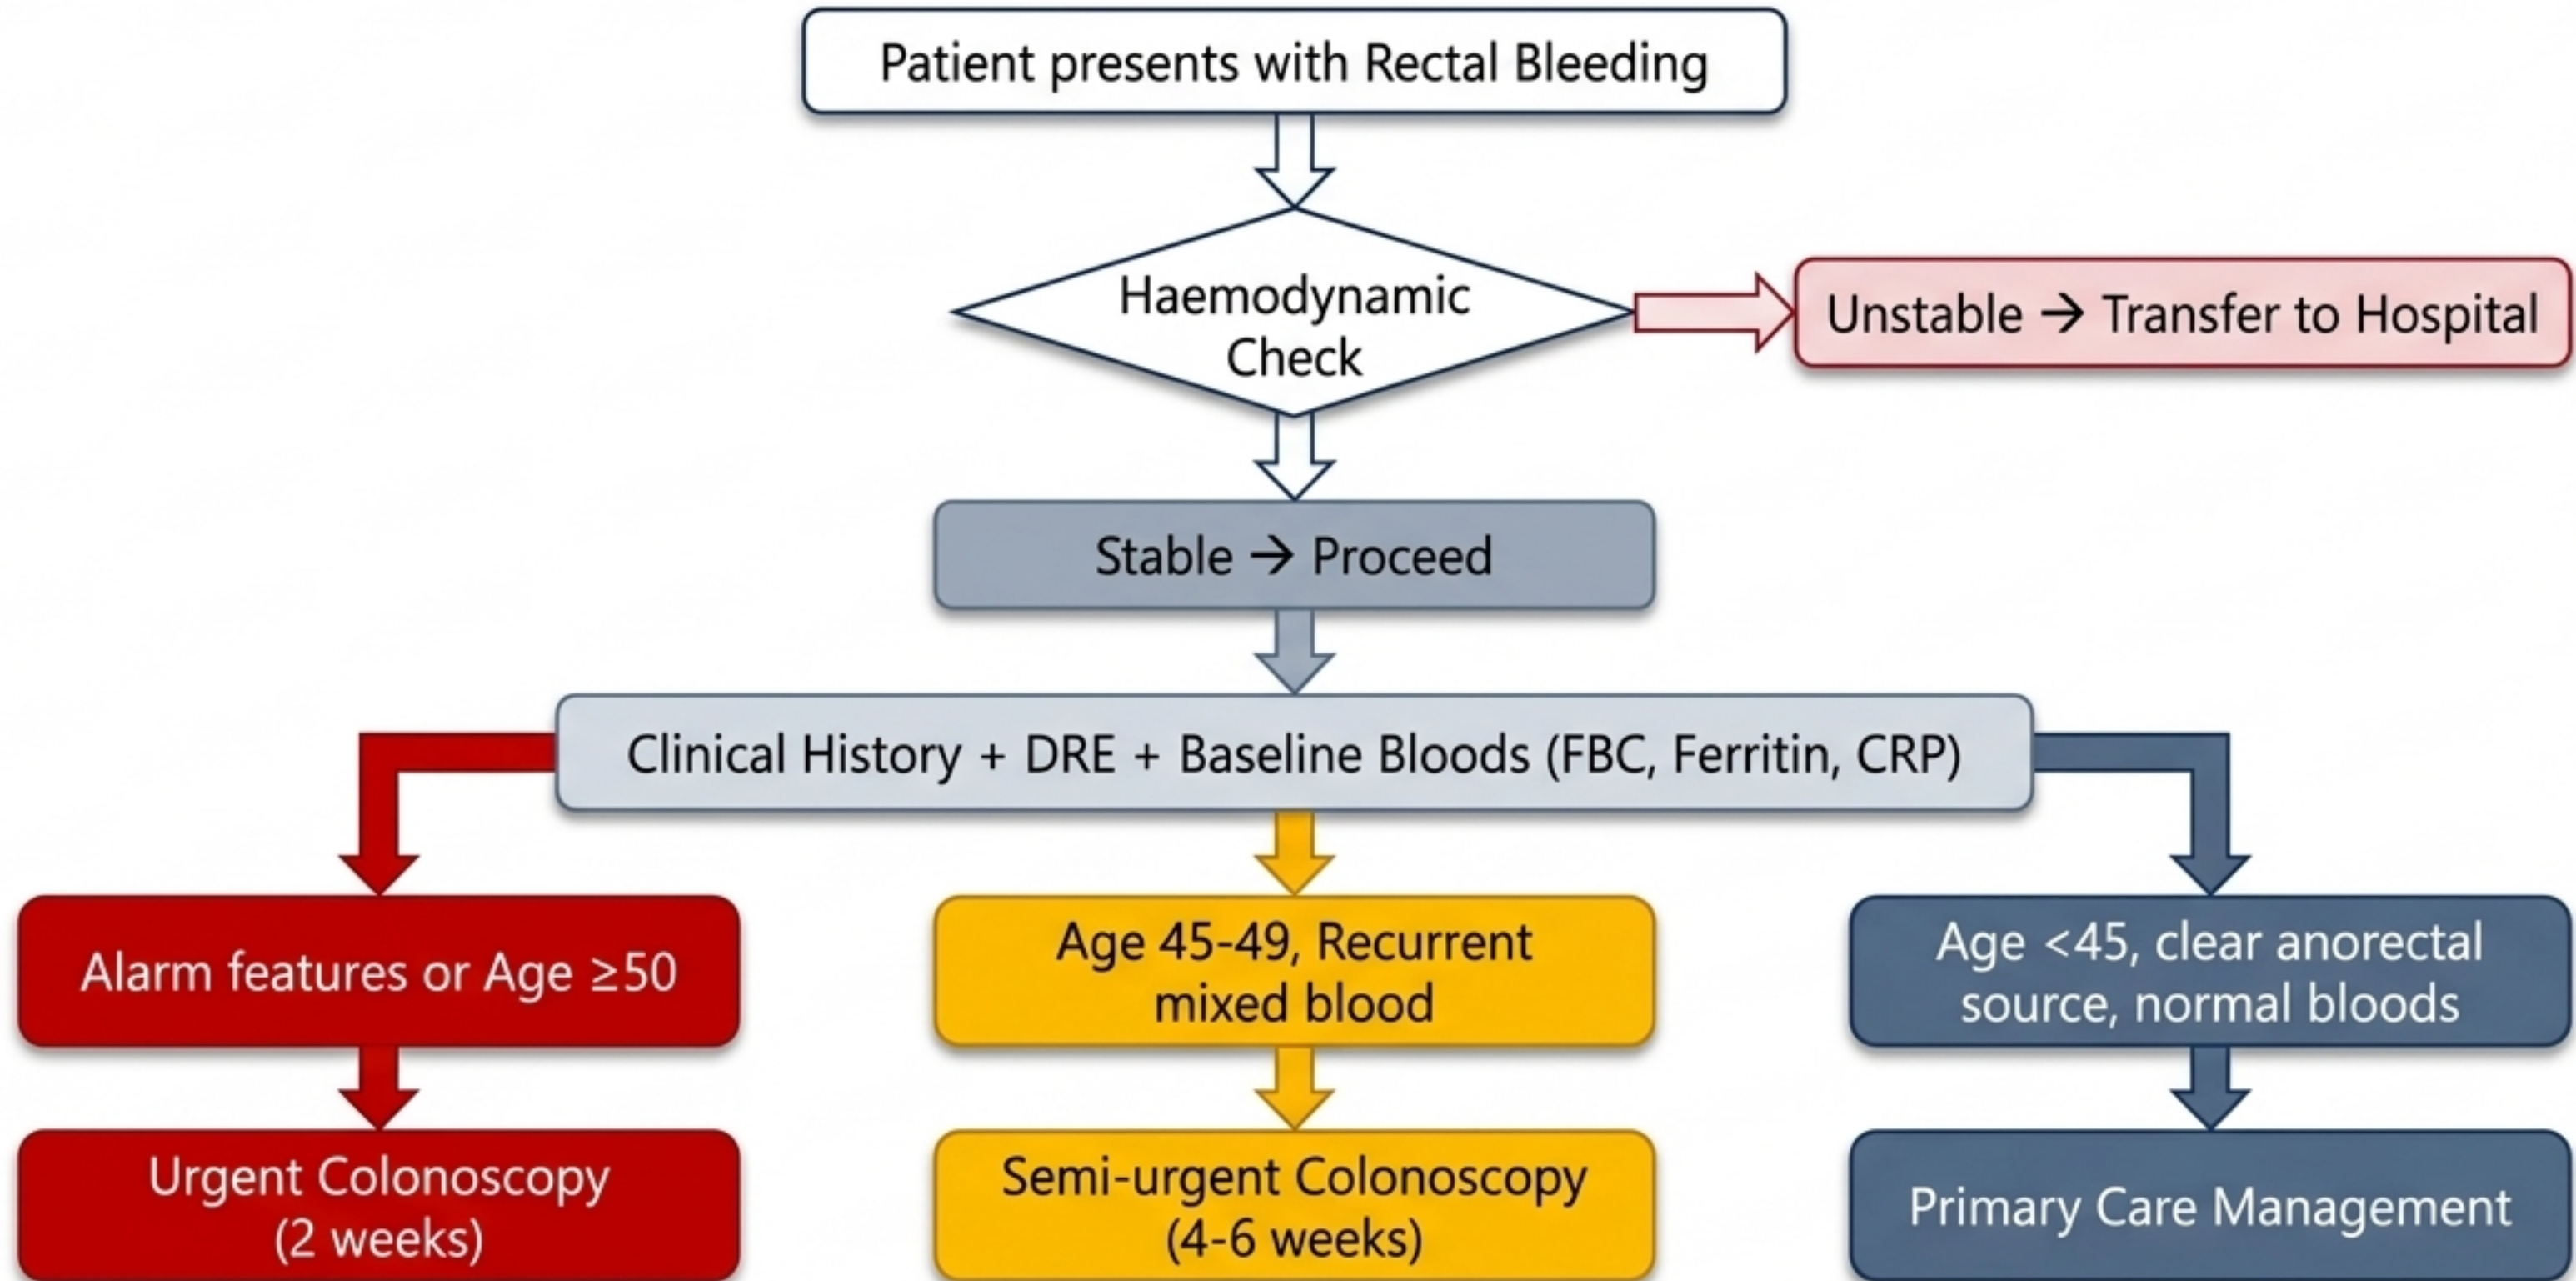 Patient presents with Rectal Bleeding
Haemodynamic
Check
Unstable → Transfer to Hospital
Stable → Proceed
Clinical History + DRE + Baseline Bloods (FBC, Ferritin, CRP)
Alarm features or Age ≥50
Urgent Colonoscopy
(2 weeks)
Age 45-49, Recurrent
mixed blood
Semi-urgent Colonoscopy
(4-6 weeks)
Age <45, clear anorectal
source, normal bloods
Primary Care Management